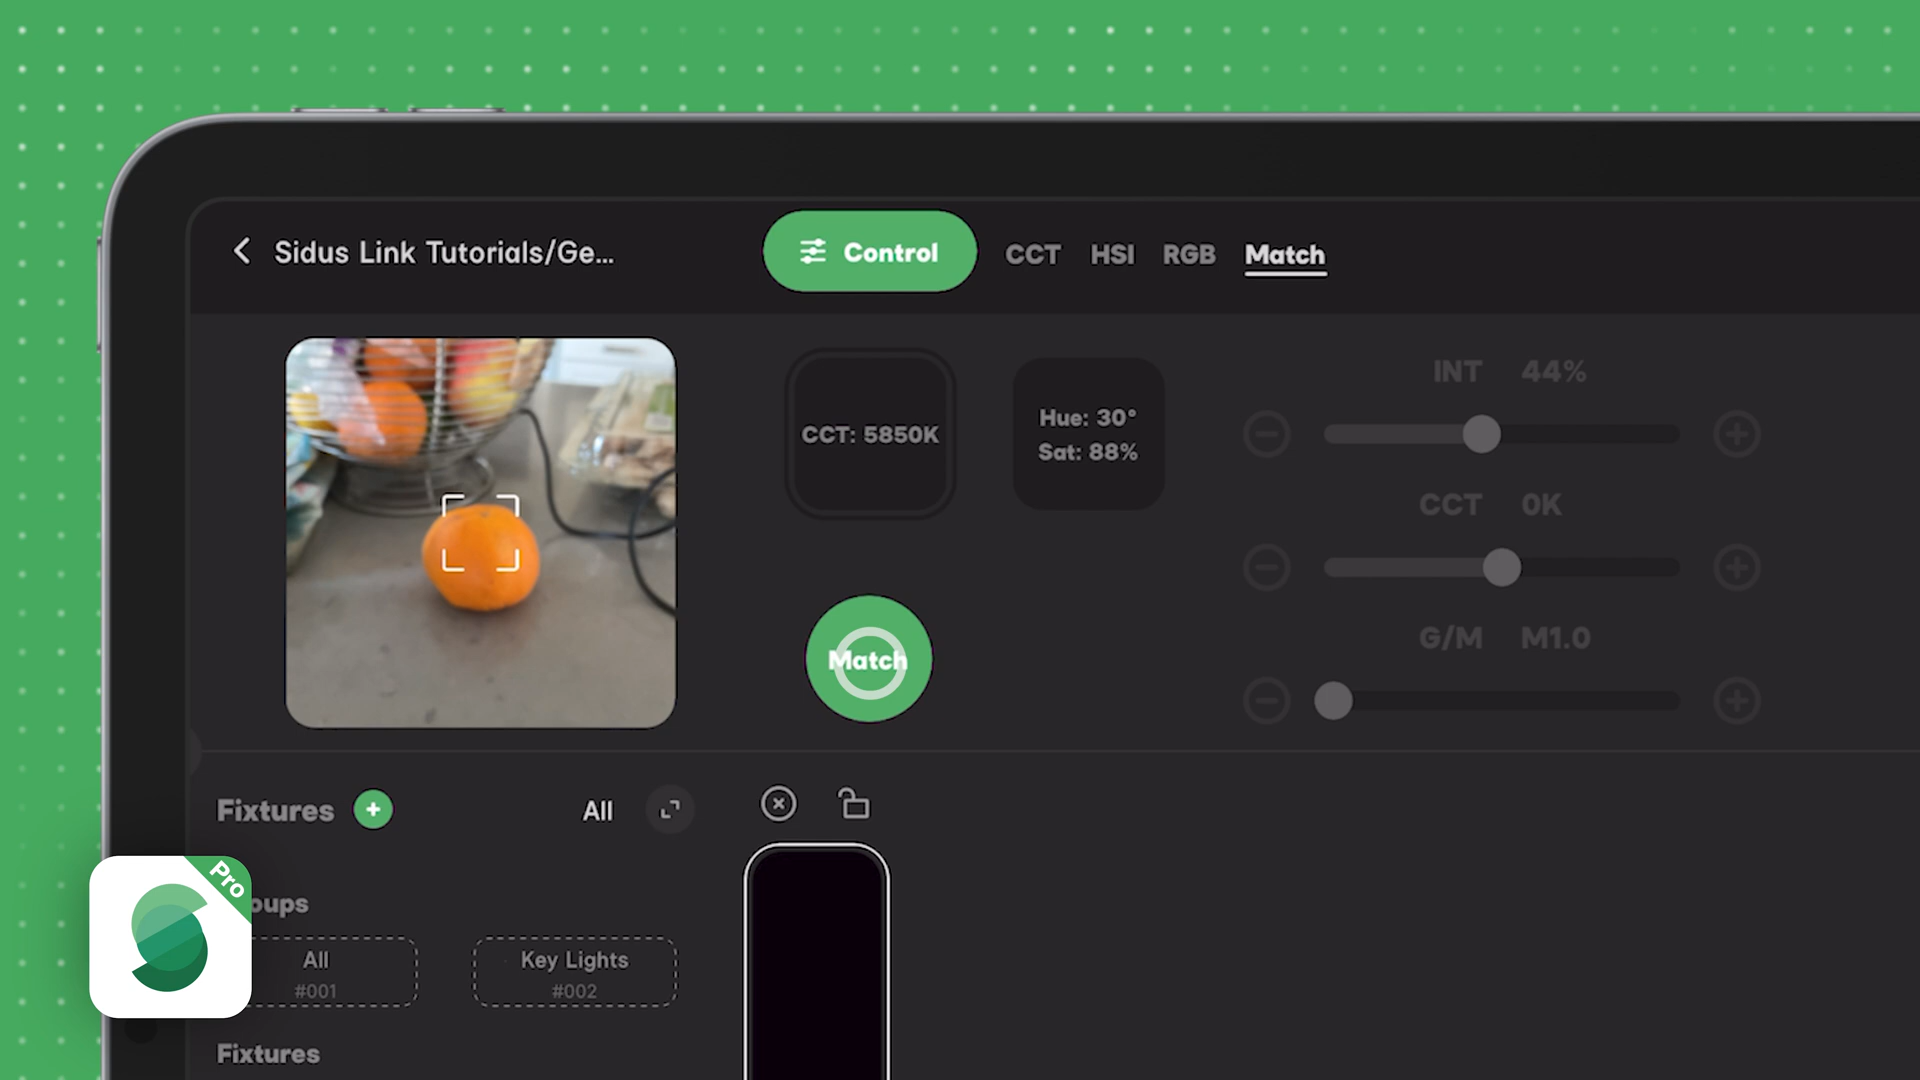 Sidus Link Tutorials/Ge...
Control
CCT
HSI
RGB
Match
CCT: 5850K
Hue: 30°
Sat: 88%
INT 44%
CCT 0K
G/M M1.0
Match
Fixtures
All
Pro
oups
All
#001
Key Lights
#002
Fixtures